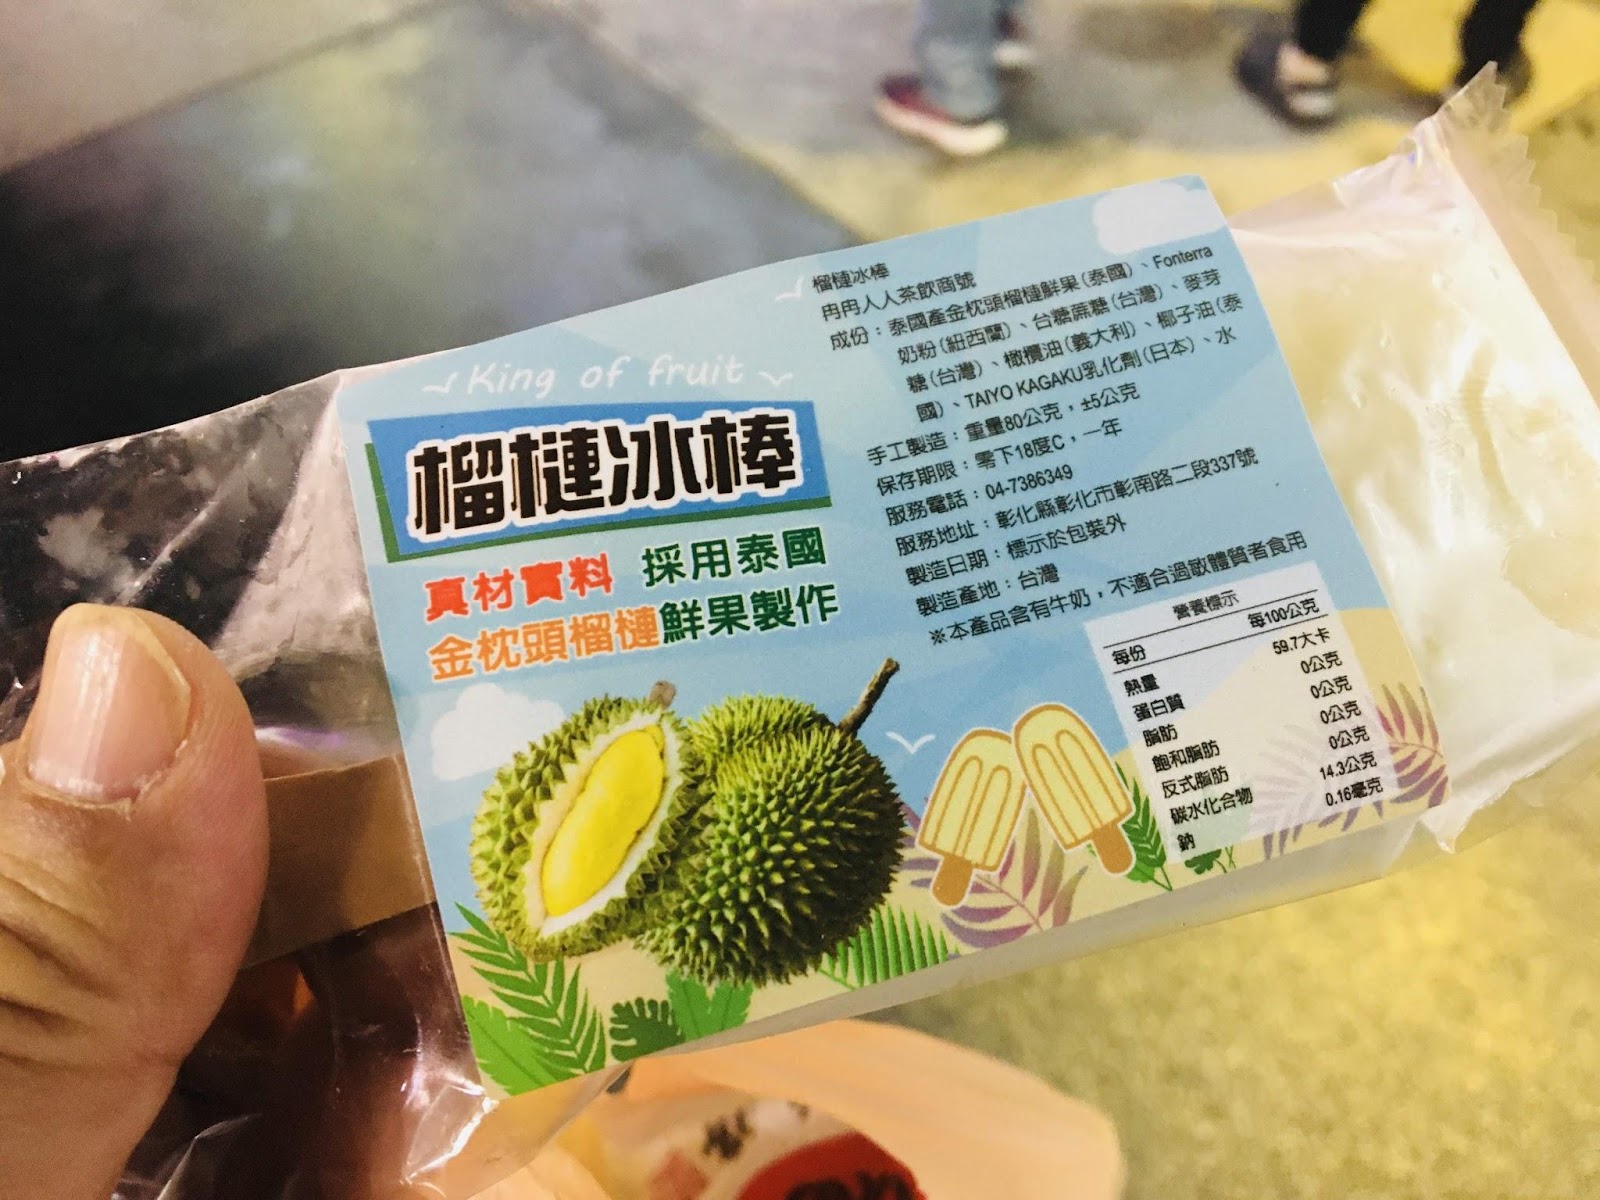 King of fruit
榴槤冰棒
真材實料 採用泰國
金枕頭榴槤鮮果製作
榴槤冰棒
冉冉人人茶飲商號
成份：泰國產金枕頭榴槤鮮果(泰國)、Fonterra
奶粉(紐西蘭)、台糖蔗糖(台灣)、麥芽
糖(台灣)、橄欖油(義大利)、椰子油(泰
國)、TAIYO KAGAKU乳化劑(日本)、水
手工製造：重量80公克，±5公克
保存期限：零下18度C，一年
服務電話：04-7386349
服務地址：彰化縣彰化市彰南路二段337號
製造日期：標示於包裝外
製造產地：台灣
※本產品含有牛奶，不適合過敏體質者食用
營養標示
每份 每100公克
熱量 59.7大卡
蛋白質 0公克
脂肪 0公克
飽和脂肪 0公克
反式脂肪 0公克
碳水化合物 14.3公克
鈉 0.16毫克